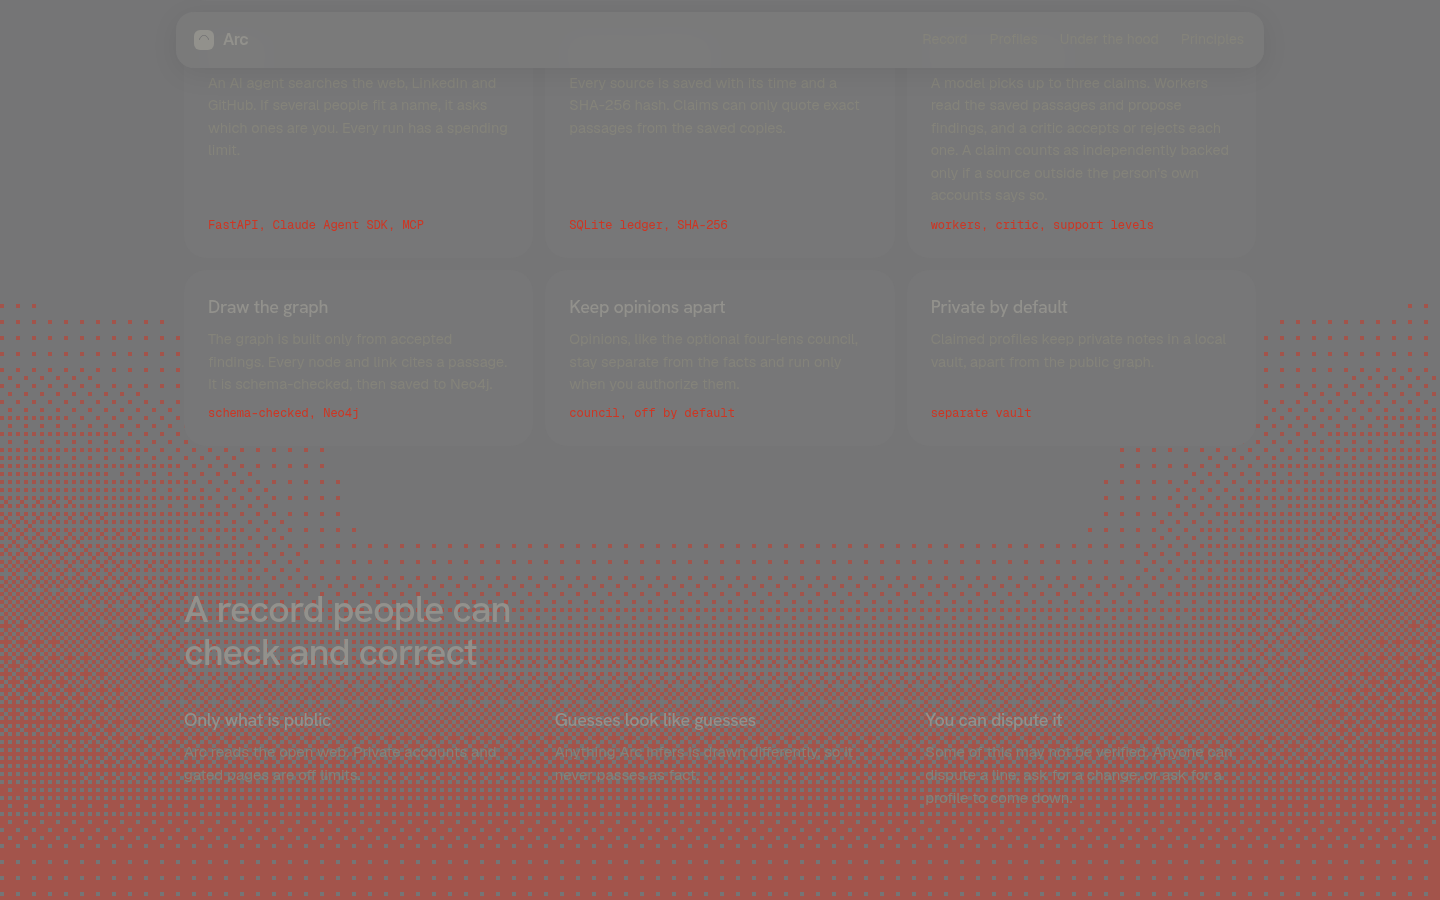 Arc
Record
Profiles
Under the hood
Principles
An AI agent searches the web, LinkedIn and
GitHub. If several people fit a name, it asks
which ones are you. Every run has a spending
limit.
FastAPI, Claude Agent SDK, MCP
Every source is saved with its time and a
SHA-256 hash. Claims can only quote exact
passages from the saved copies.
SQLite ledger, SHA-256
A model picks up to three claims. Workers
read the saved passages and propose
findings, and a critic accepts or rejects each
one. A claim counts as independently backed
only if a source outside the person's own
accounts says so.
workers, critic, support levels
Draw the graph
The graph is built only from accepted
findings. Every node and link cites a passage.
It is schema-checked, then saved to Neo4j.
schema-checked, Neo4j
Keep opinions apart
Opinions, like the optional four-lens council,
stay separate from the facts and run only
when you authorize them.
council, off by default
Private by default
Claimed profiles keep private notes in a local
vault, apart from the public graph.
separate vault
A record people can
check and correct
Only what is public
Arc reads the open web. Private accounts and
gated pages are off limits.
Guesses look like guesses
Anything Arc infers is drawn differently, so it
never passes as fact.
You can dispute it
Some of this may not be verified. Anyone can
dispute a line, ask for a change, or ask for a
profile to come down.